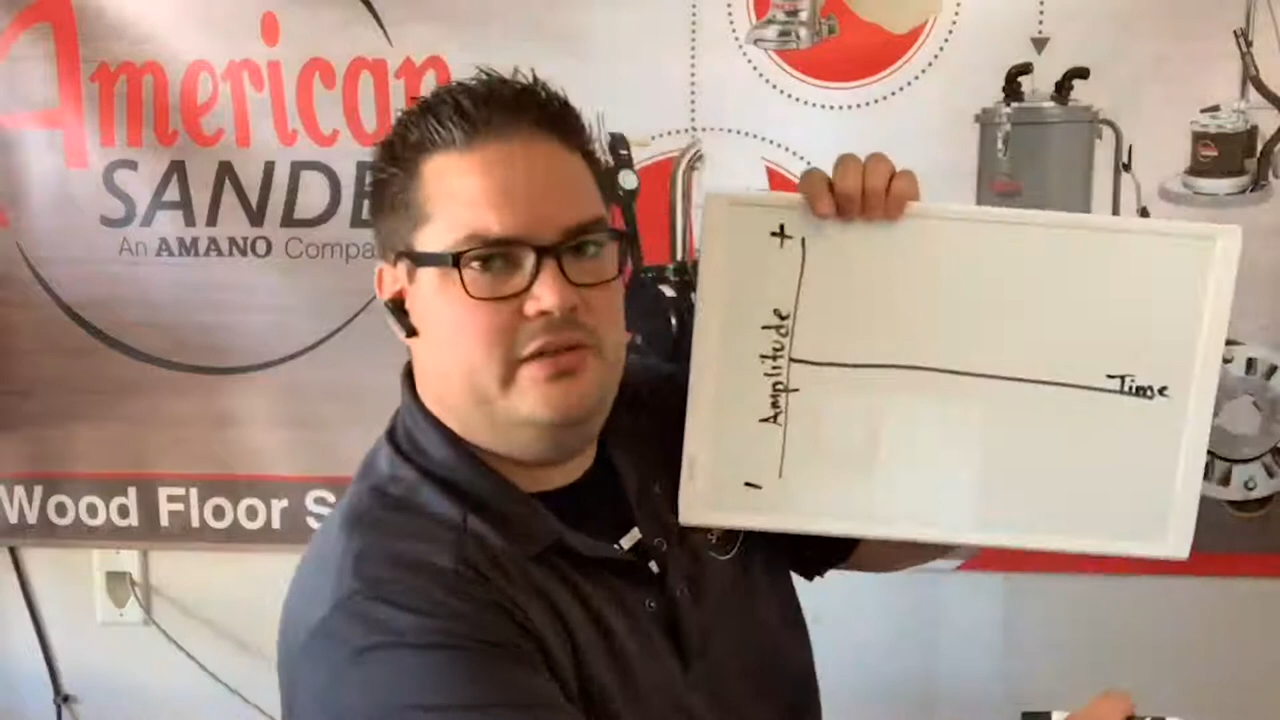 American
SANDE
An AMANO Compa
Wood Floor S
+
Amplitude
-
Time